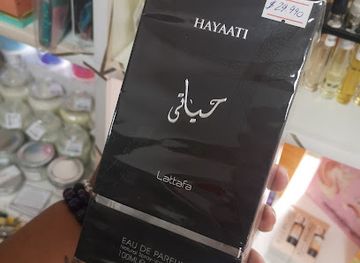 $24.990
HAYAATI
حياتي
Lattafa
EAU DE PARFUM
100ML